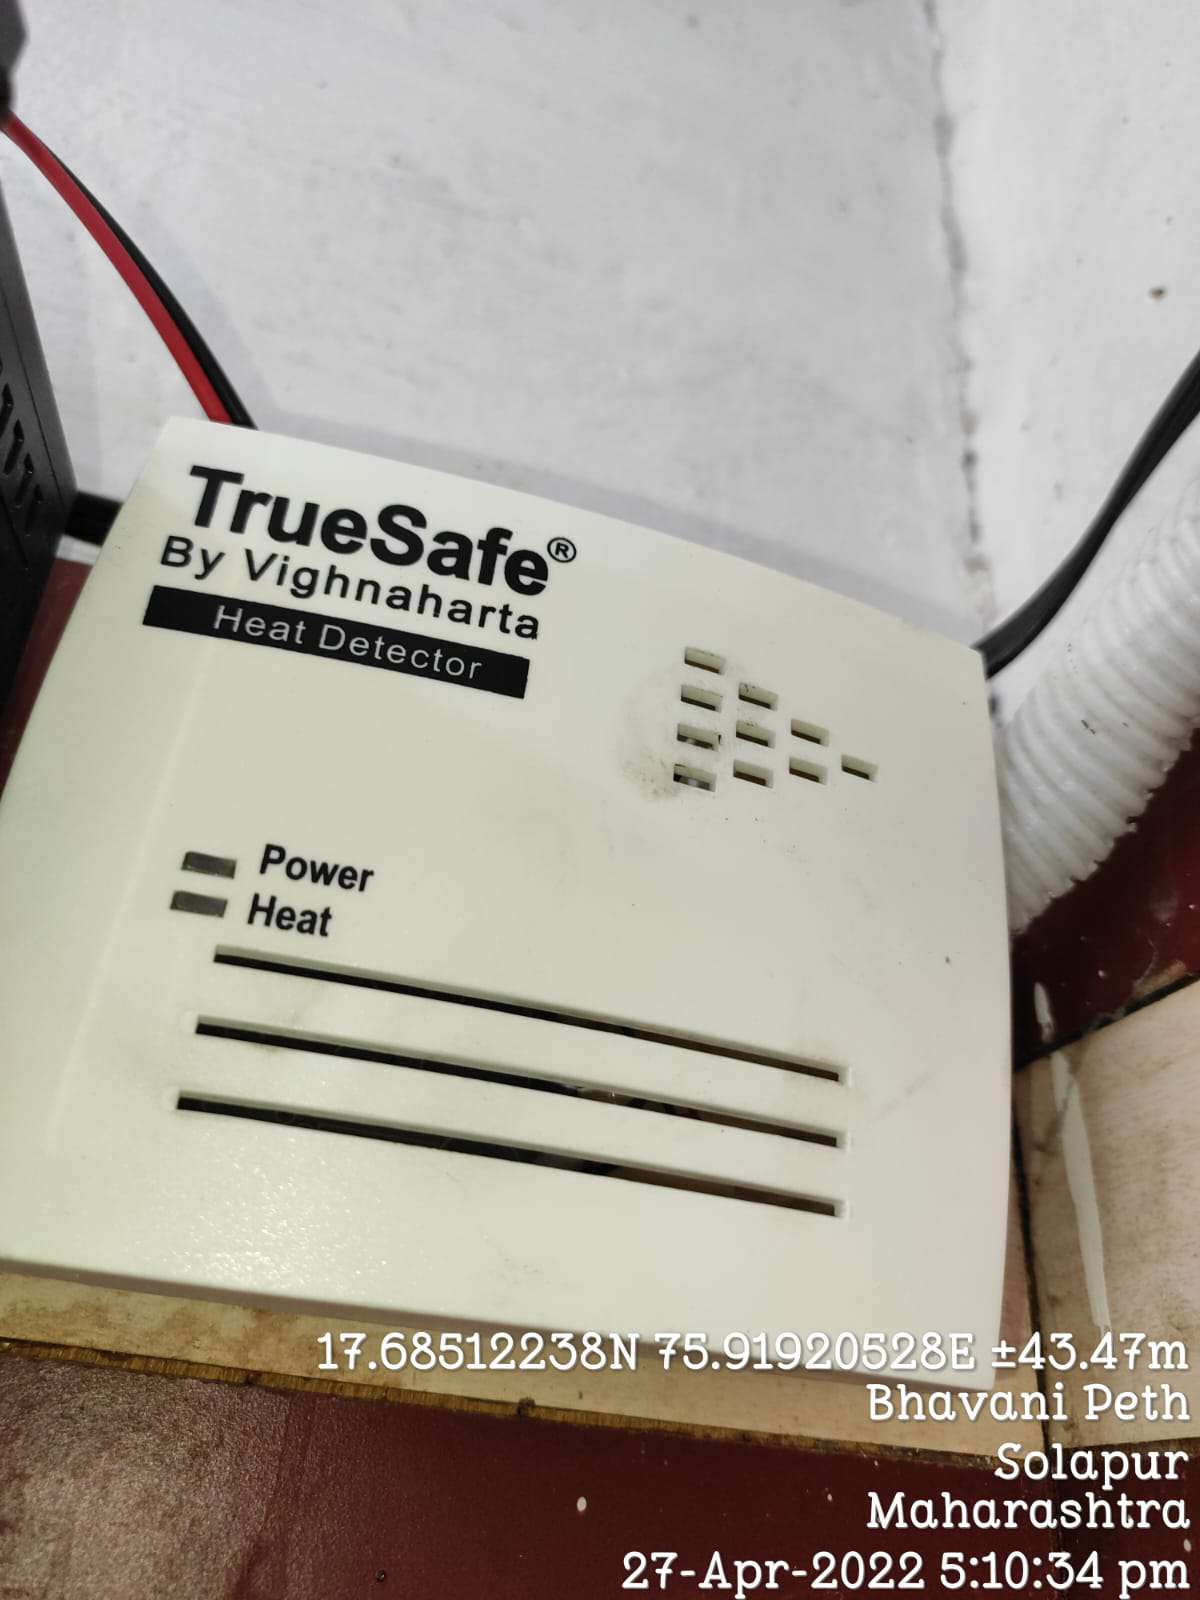 TrueSafe®
By Vighnaharta
Heat Detector
Power
Heat
17.68512238N 75.91920528E ±43.47m
Bhavani Peth
Solapur
Maharashtra
27-Apr-2022 5:10:34 pm